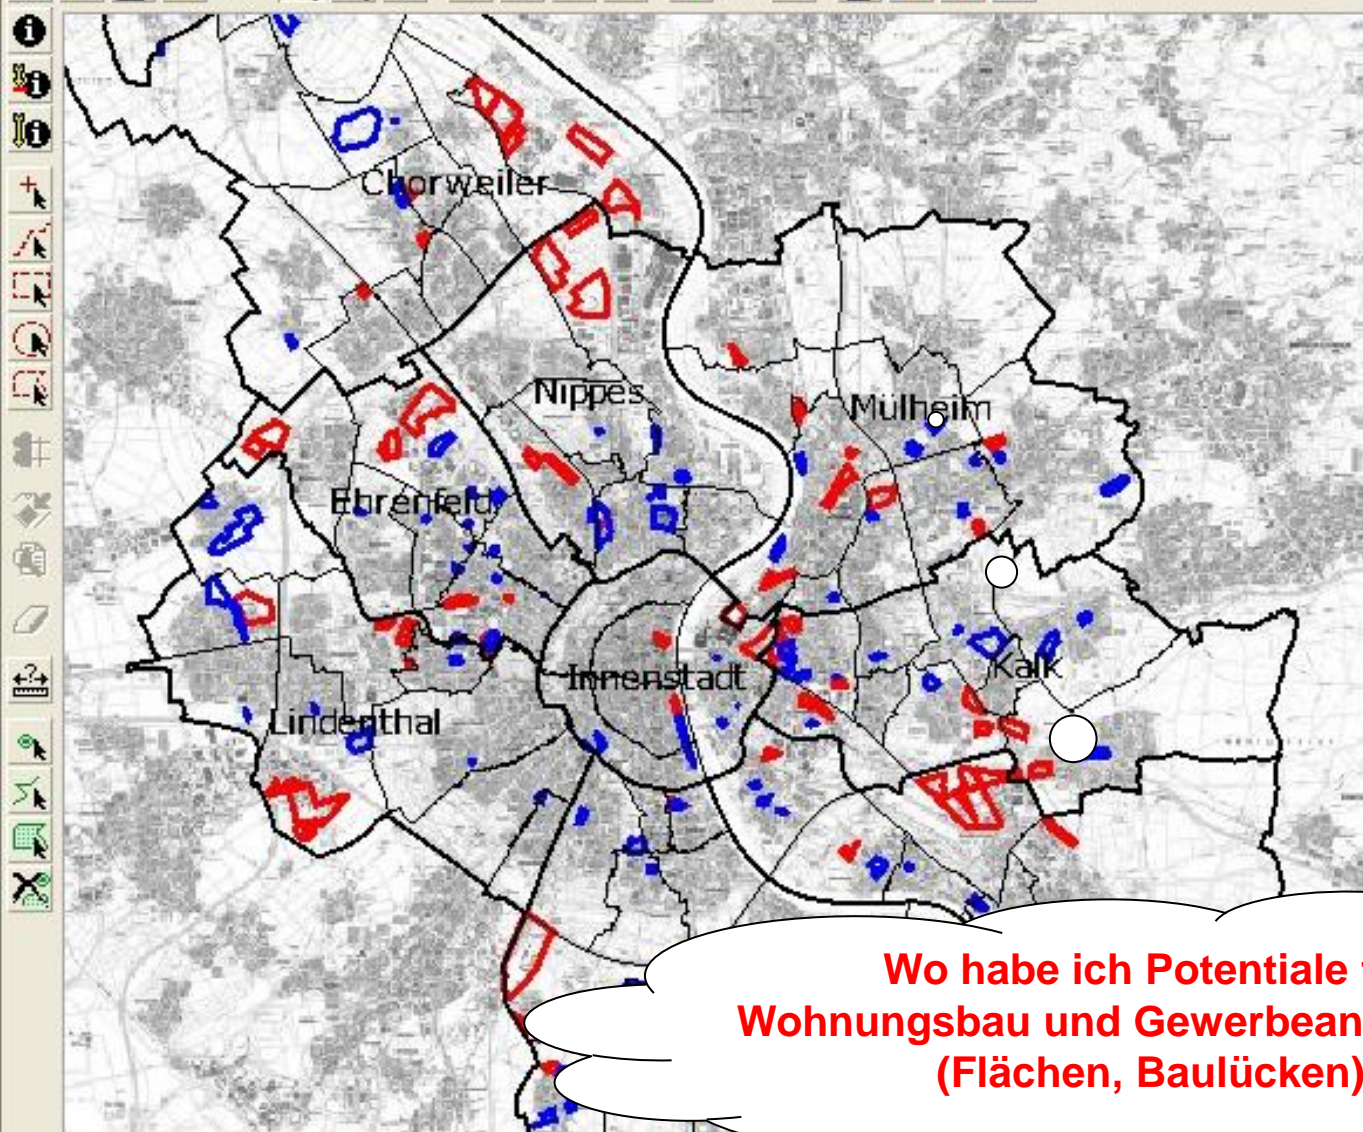 Chorweiler
Nippes
Mülheim
Ehrenfeld
Innenstadt
Kalk
Lindenthal
Wo habe ich Potentiale
Wohnungsbau und Gewerbean
(Flächen, Baulücken)